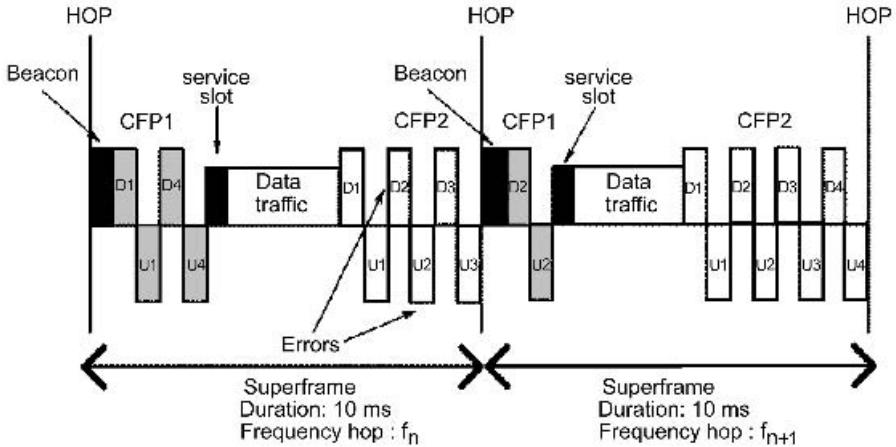 HOP HOP HOP
Beacon
service
slot
Beacon
service
slot
CFP1 CFP2 CFP1 CFP2
D1 D4 Data
traffic D1 D2 D3 D2 Data
traffic D1 D2 D3 D4
U1 U4 U1 U2 U3 U2 U1 U2 U3 U4
Errors
Superframe
Duration: 10 ms
Frequency hop : fn
Superframe
Duration: 10 ms
Frequency hop : fn+1